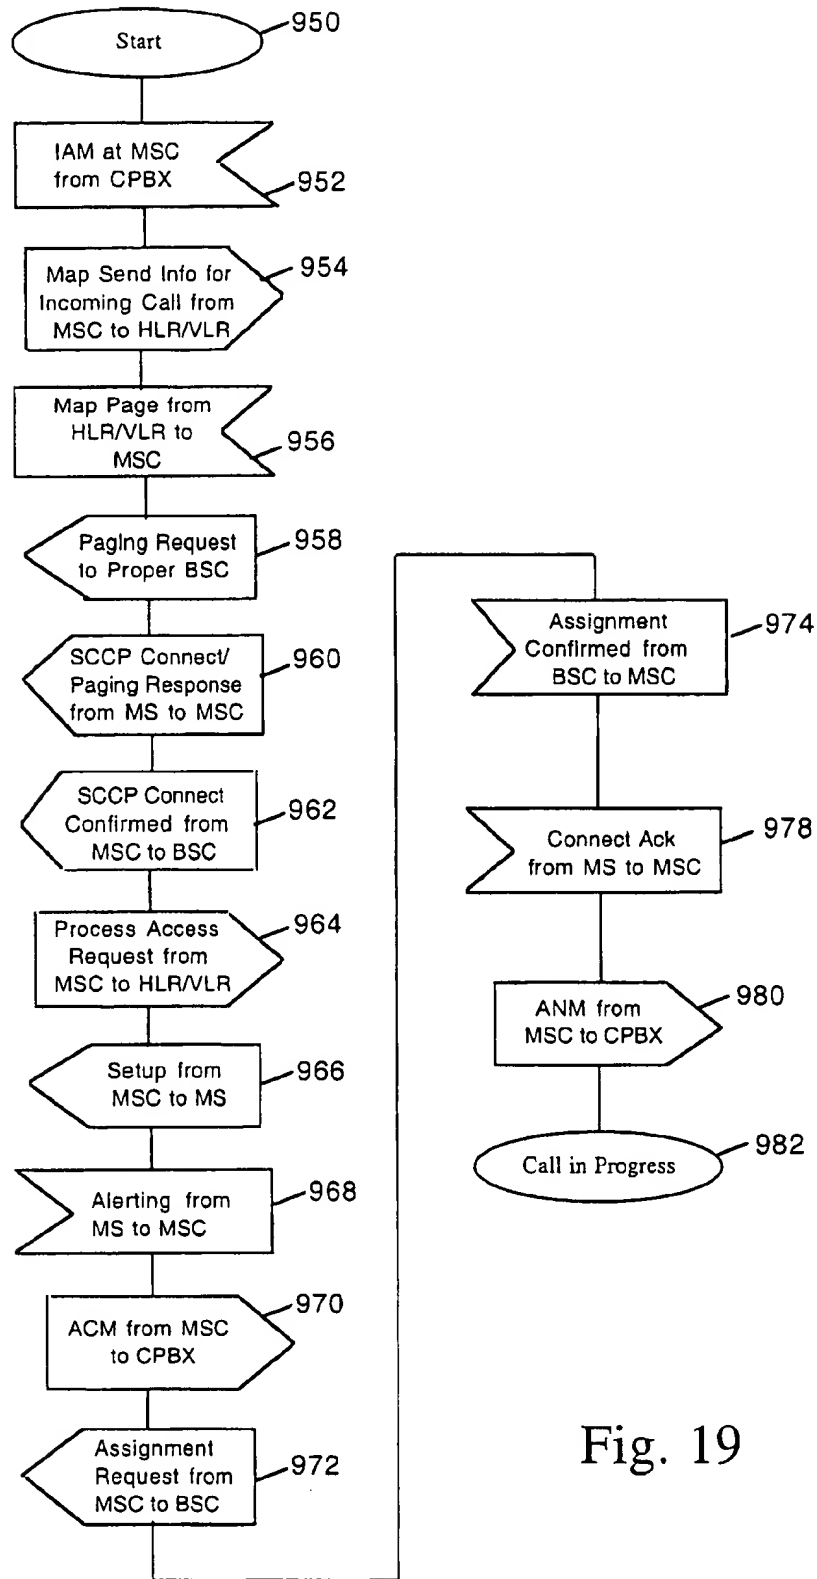 Start
950
IAM at MSC
from CPBX
952
Map Send Info for
Incoming Call from
MSC to HLR/VLR
954
Map Page from
HLR/VLR to
MSC
956
Paging Request
to Proper BSC
958
SCCP Connect/
Paging Response
from MS to MSC
960
SCCP Connect
Confirmed from
MSC to BSC
962
Process Access
Request from
MSC to HLR/VLR
964
Setup from
MSC to MS
966
Alerting from
MS to MSC
968
ACM from MSC
to CPBX
970
Assignment
Request from
MSC to BSC
972
Assignment
Confirmed from
BSC to MSC
974
Connect Ack
from MS to MSC
978
ANM from
MSC to CPBX
980
Call in Progress
982
Fig. 19